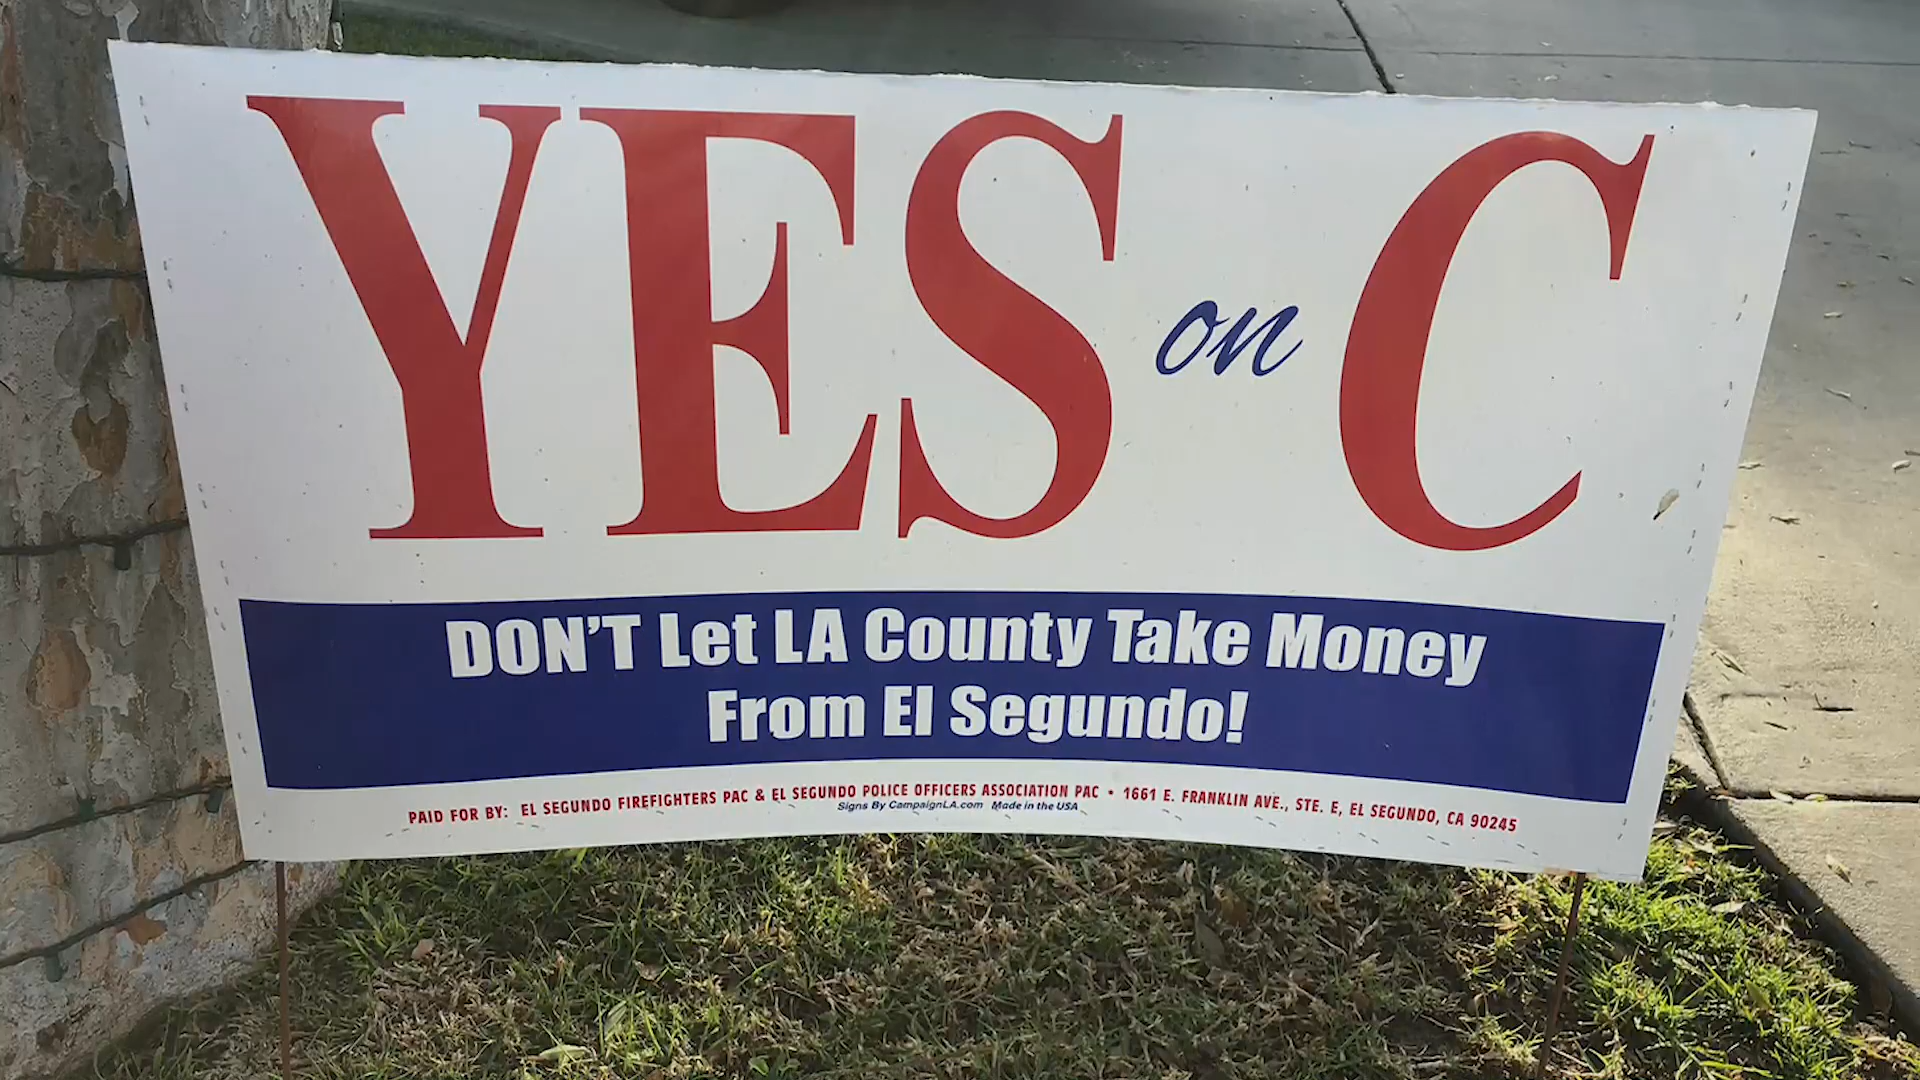 YES on C
DON'T Let LA County Take Money
From El Segundo!
PAID FOR BY: EL SEGUNDO FIREFIGHTERS PAC & EL SEGUNDO POLICE OFFICERS ASSOCIATION PAC • 1661 E. FRANKLIN AVE., STE. E, EL SEGUNDO, CA 90245
Signs By CampaignLA.com Made in the USA